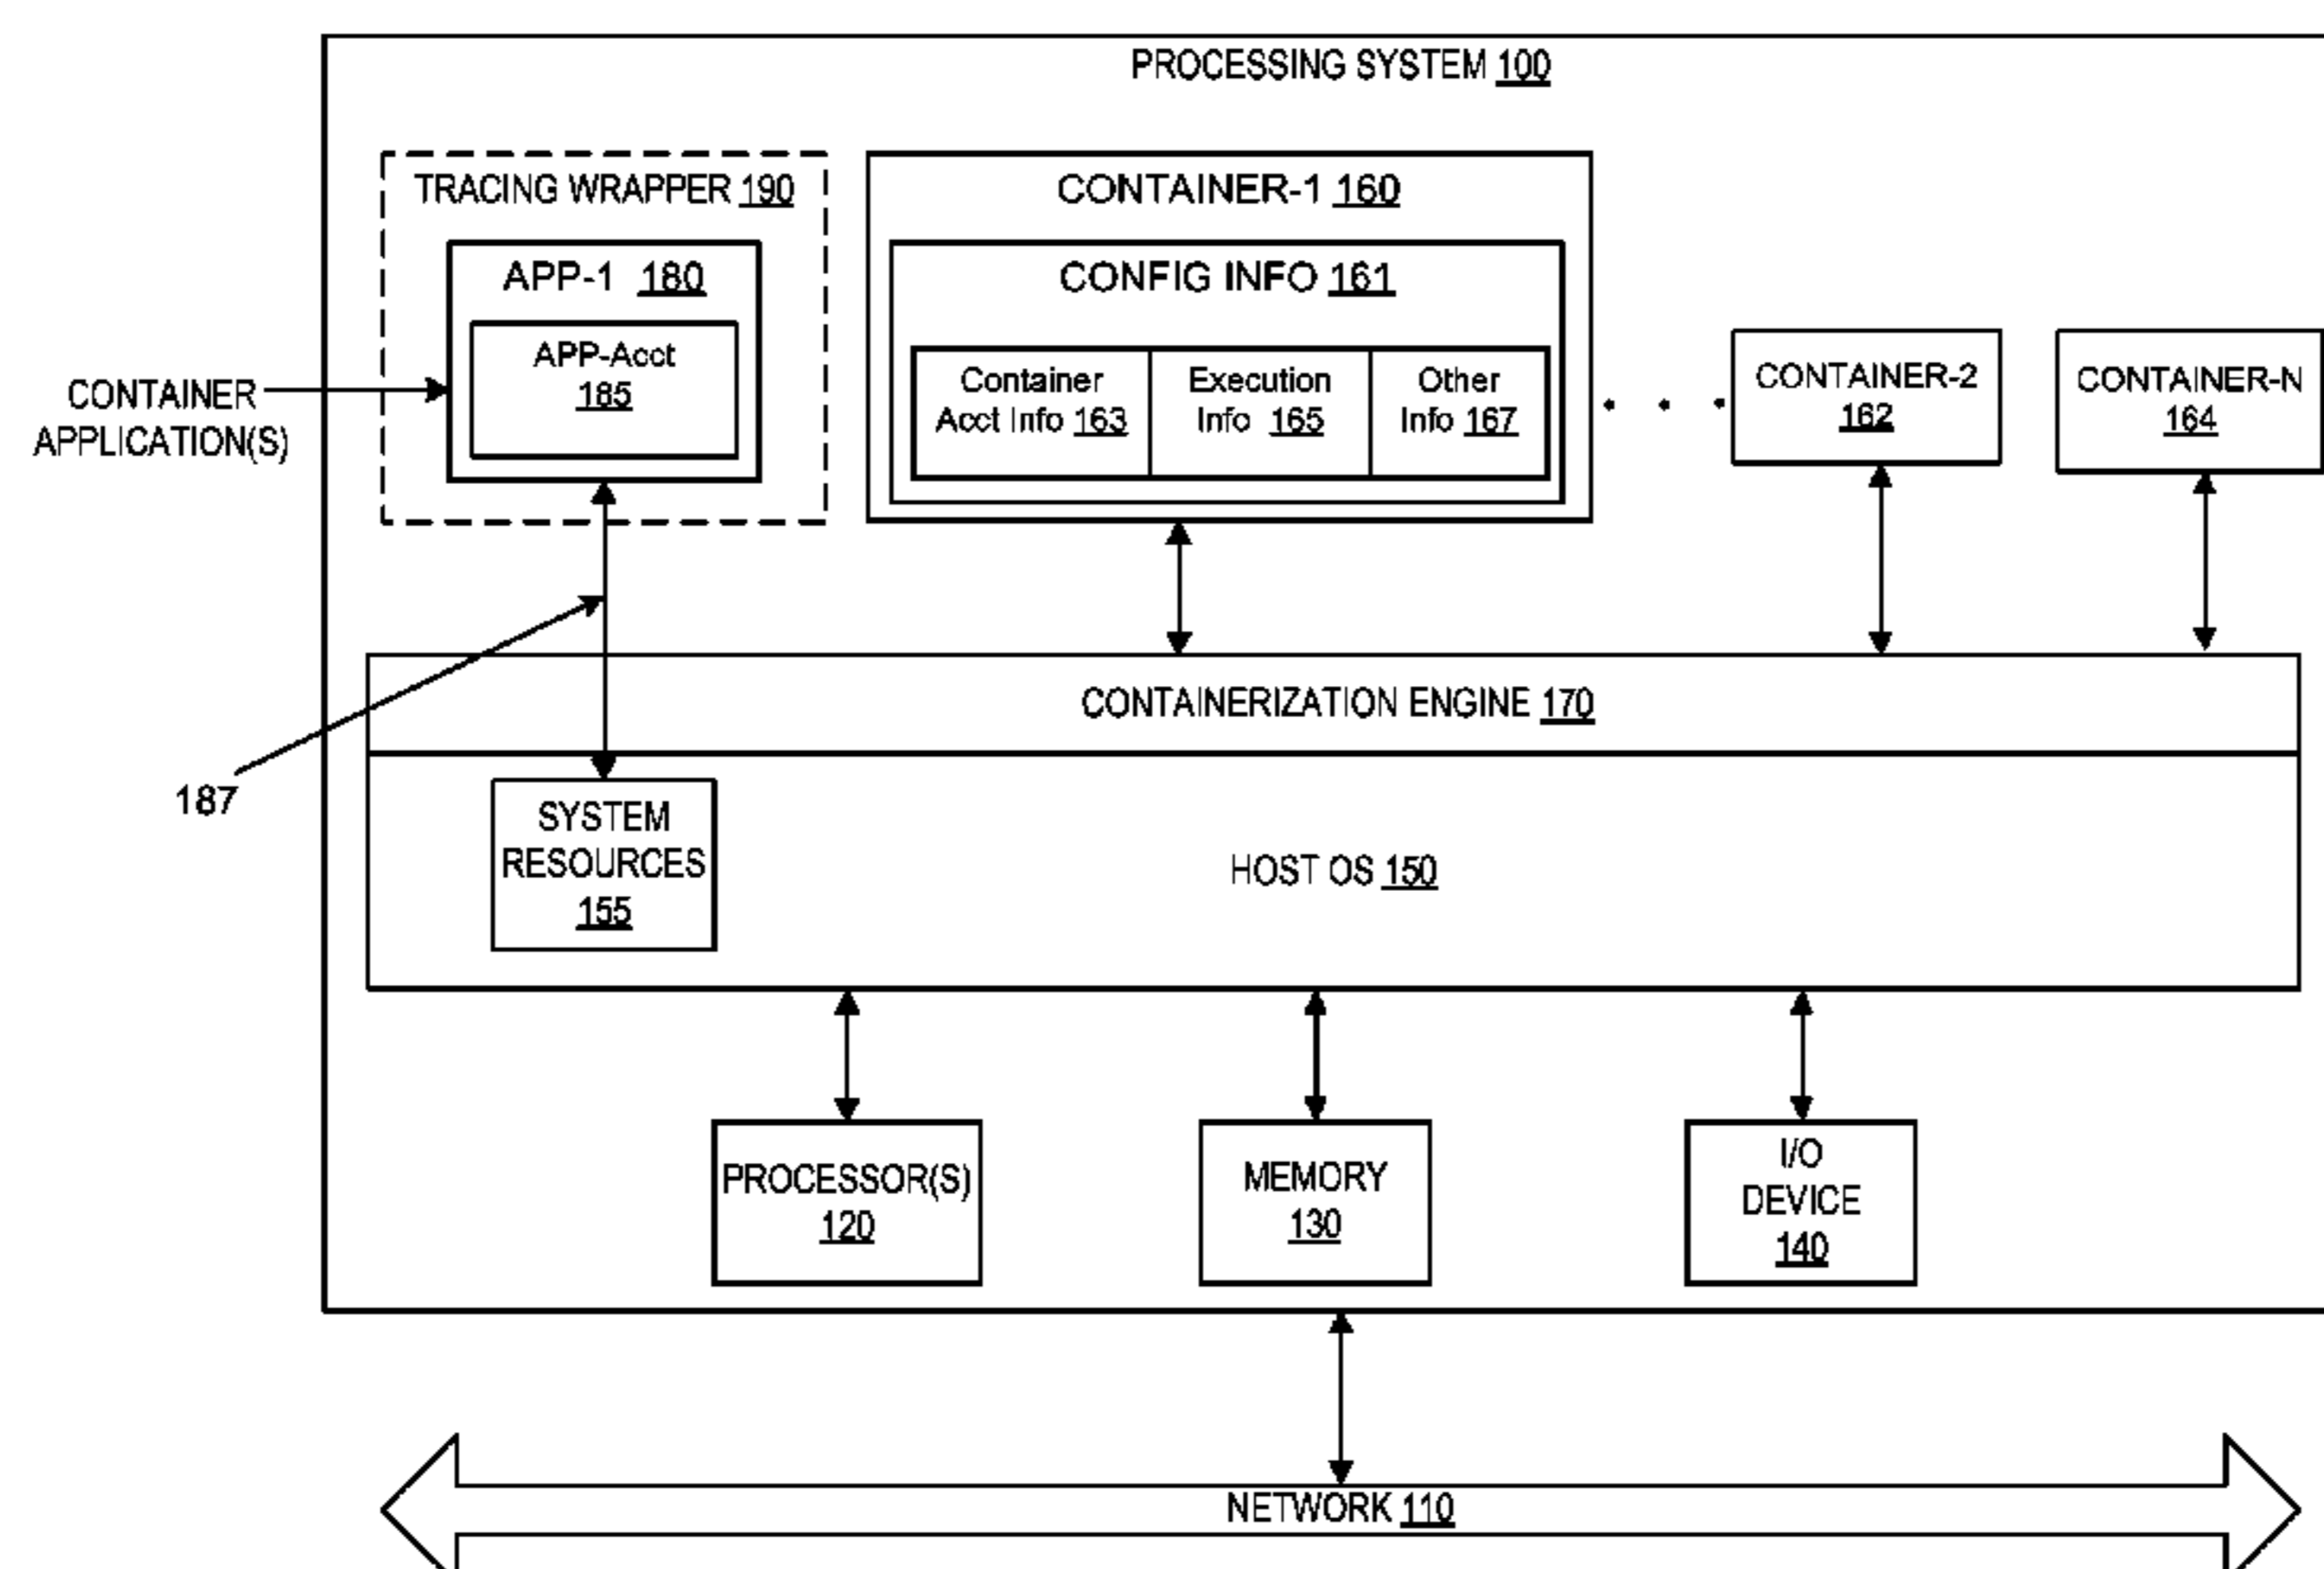 PROCESSING SYSTEM 100
TRACING WRAPPER 190
APP-1 180
APP-Acct
185
CONTAINER
APPLICATION(S)
CONTAINER-1 160
CONFIG INFO 161
Container
Acct Info 163
Execution
Info 165
Other
Info 167
CONTAINER-2
162
CONTAINER-N
164
187
CONTAINERIZATION ENGINE 170
SYSTEM
RESOURCES
155
HOST OS 150
PROCESSOR(S)
120
MEMORY
130
I/O
DEVICE
140
NETWORK 110